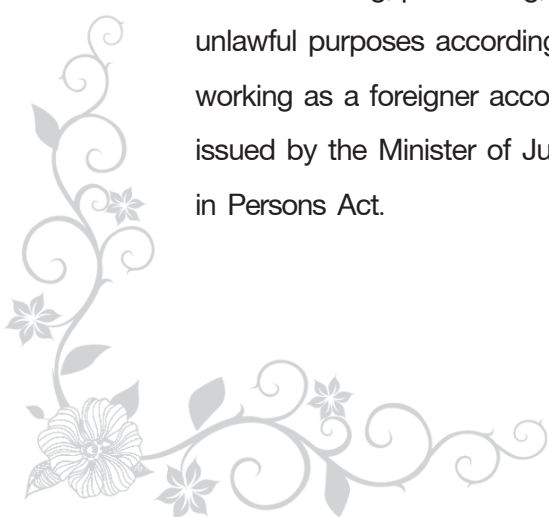 unlawful purposes according
working as a foreigner acco
issued by the Minister of Ju
in Persons Act.